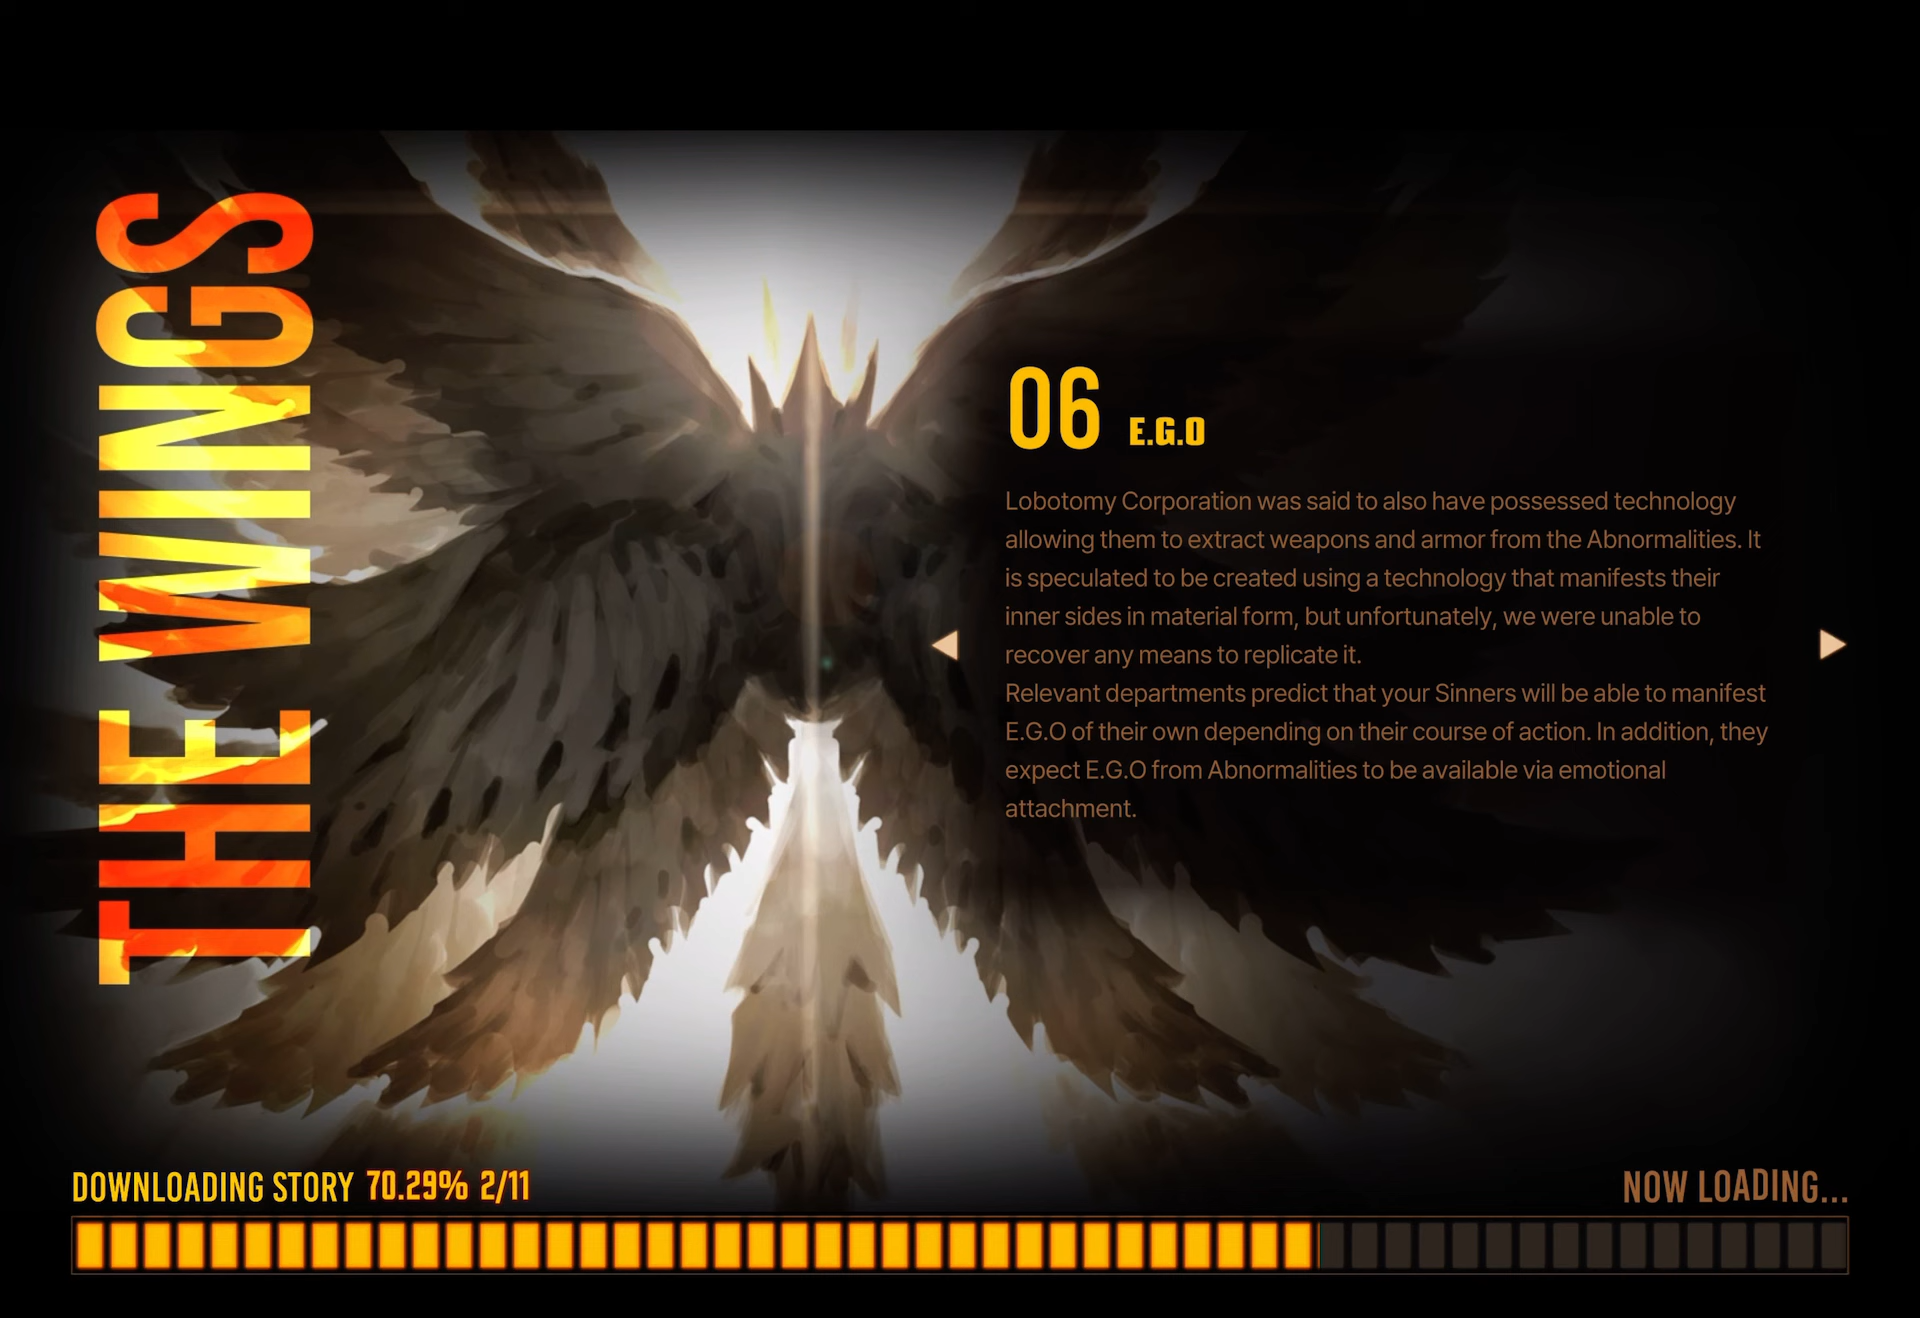 THE WINGS
06 E.G.O
Lobotomy Corporation was said to also have possessed technology
allowing them to extract weapons and armor from the Abnormalities. It
is speculated to be created using a technology that manifests their
inner sides in material form, but unfortunately, we were unable to
recover any means to replicate it.
Relevant departments predict that your Sinners will be able to manifest
E.G.O of their own depending on their course of action. In addition, they
expect E.G.O from Abnormalities to be available via emotional
attachment.
DOWNLOADING STORY 70.29% 2/11
NOW LOADING...